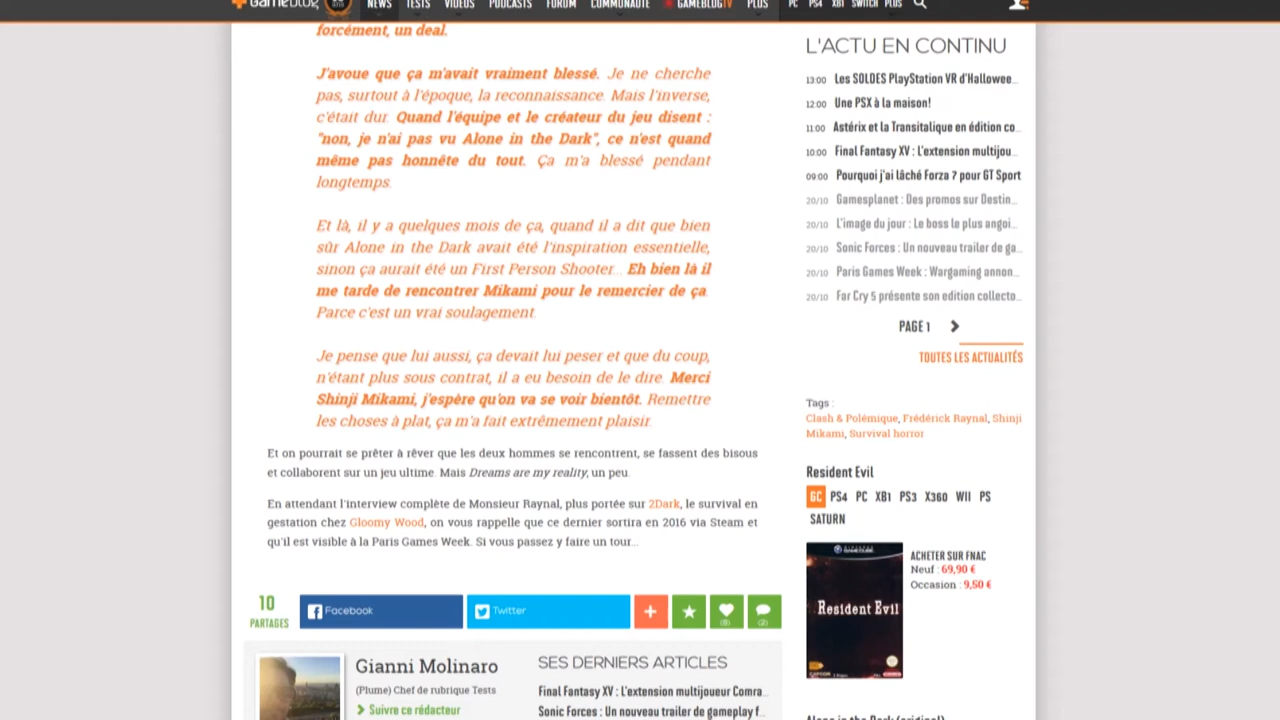 Gameblog NEWS TESTS VIDÉOS PODCASTS FORUM COMMUNAUTÉ GAMEBLOGTV PLUS PC PS4 XB1 SWITCH PLUS
forcément, un deal.
J'avoue que ça m'avait vraiment blessé. Je ne cherche
pas, surtout à l'époque, la reconnaissance. Mais l'inverse,
c'était dur. Quand l'équipe et le créateur du jeu disent :
"non, je n'ai pas vu Alone in the Dark", ce n'est quand
même pas honnête du tout. Ça m'a blessé pendant
longtemps.
Et là, il y a quelques mois de ça, quand il a dit que bien
sûr Alone in the Dark avait été l'inspiration essentielle,
sinon ça aurait été un First Person Shooter... Eh bien là il
me tarde de rencontrer Mikami pour le remercier de ça.
Parce c'est un vrai soulagement.
Je pense que lui aussi, ça devait lui peser et que du coup,
n'étant plus sous contrat, il a eu besoin de le dire. Merci
Shinji Mikami, j'espère qu'on va se voir bientôt. Remettre
les choses à plat, ça m'a fait extrêmement plaisir.
Et on pourrait se prêter à rêver que les deux hommes se rencontrent, se fassent des bisous
et collaborent sur un jeu ultime. Mais Dreams are my reality, un peu.
En attendant l'interview complète de Monsieur Raynal, plus portée sur 2Dark, le survival en
gestation chez Gloomy Wood, on vous rappelle que ce dernier sortira en 2016 via Steam et
qu'il est visible à la Paris Games Week. Si vous passez y faire un tour...
10
PARTAGES
Facebook
Twitter
(8)
(2)
Gianni Molinaro
(Plume) Chef de rubrique Tests
Suivre ce rédacteur
SES DERNIERS ARTICLES
Final Fantasy XV : L'extension multijoueur Comra...
Sonic Forces : Un nouveau trailer de gameplay f...
L'ACTU EN CONTINU
13:00 Les SOLDES PlayStation VR d'Hallowee...
12:00 Une PSX à la maison!
11:00 Astérix et la Transitalique en édition co...
10:00 Final Fantasy XV : L'extension multijou...
09:00 Pourquoi j'ai lâché Forza 7 pour GT Sport
20/10 Gamesplanet : Des promos sur Destin...
20/10 L'image du jour : Le boss le plus angoi...
20/10 Sonic Forces : Un nouveau trailer de ga...
20/10 Paris Games Week : Wargaming annon...
20/10 Far Cry 5 présente son edition collecto...
PAGE 1
TOUTES LES ACTUALITÉS
Tags :
Clash & Polémique, Frédérick Raynal, Shinji
Mikami, Survival horror
Resident Evil
GC PS4 PC XB1 PS3 X360 WII PS
SATURN
ACHETER SUR FNAC
Neuf : 69,90 €
Occasion : 9,50 €
Resident Evil
CAPCOM
Alone in the Dark (original)